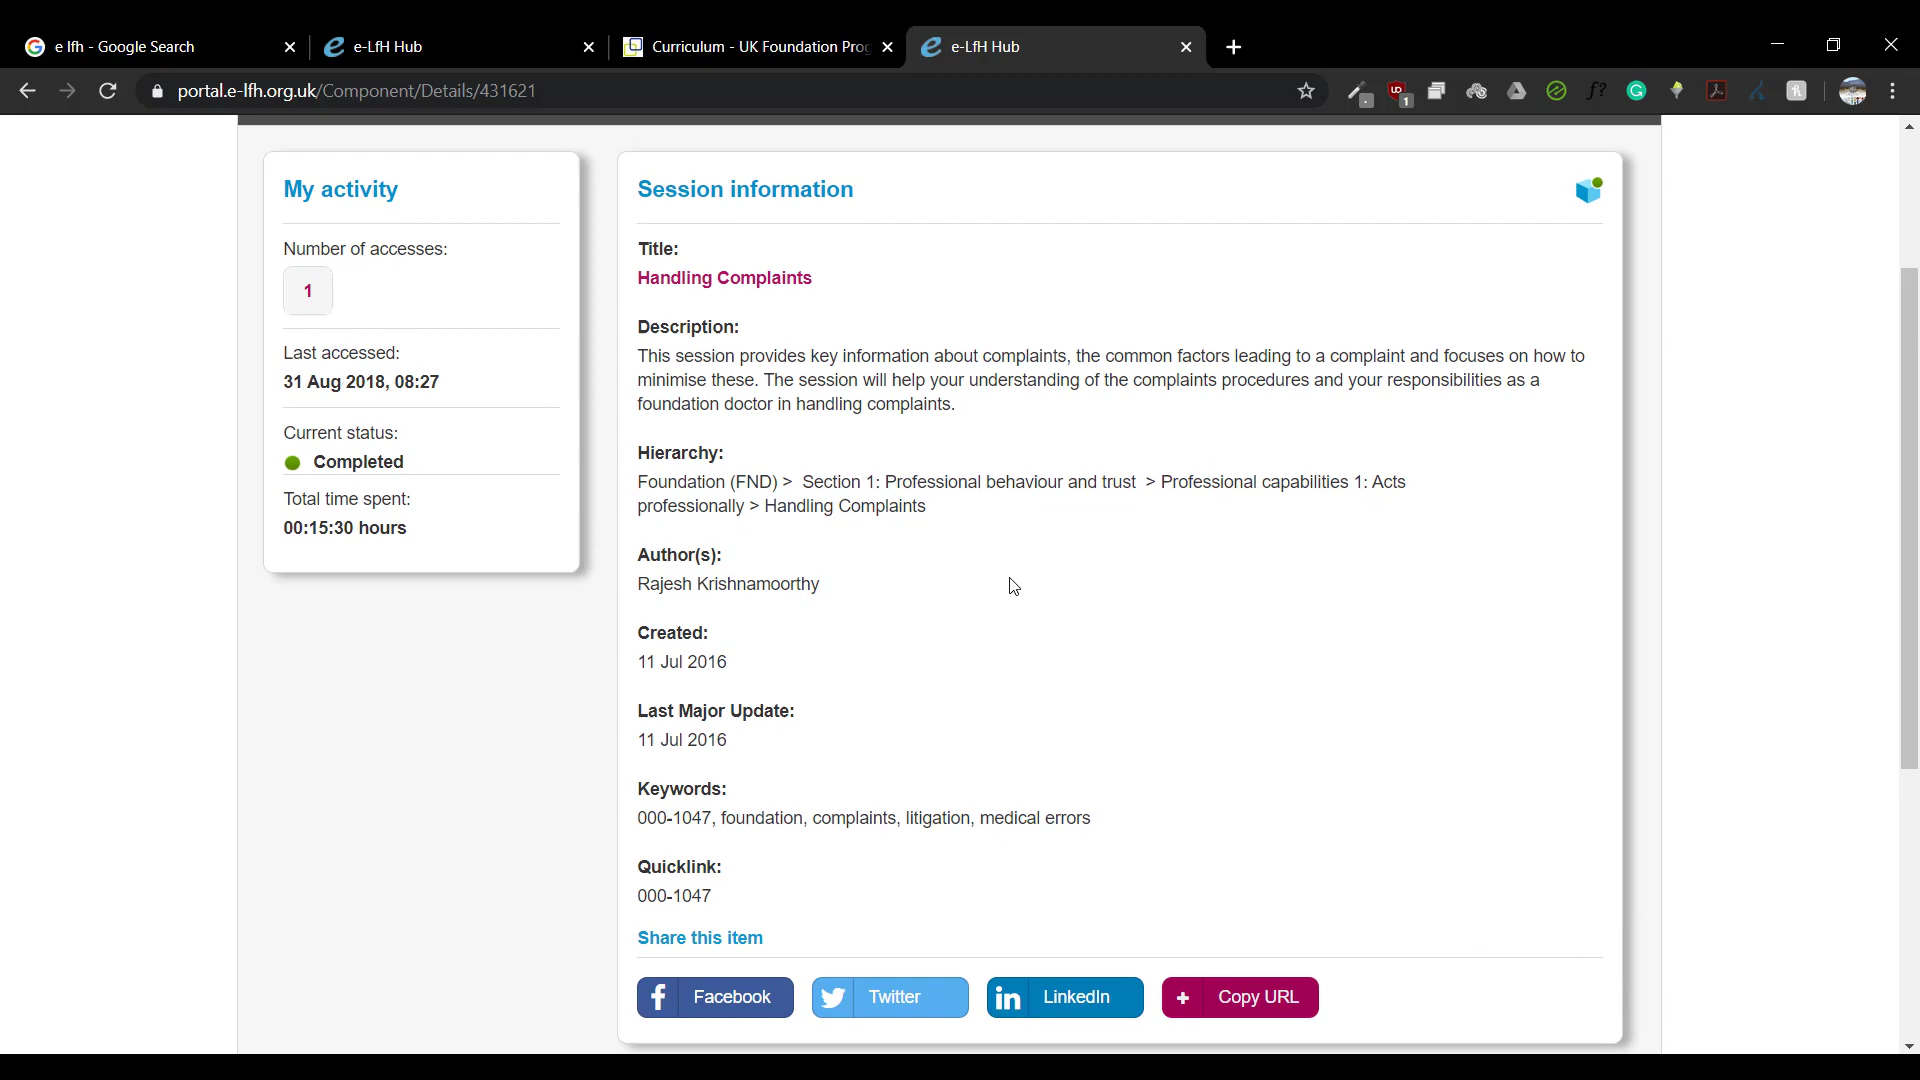 e lfh - Google Search
e-LfH Hub
Curriculum - UK Foundation Prog
e-LfH Hub
portal.e-lfh.org.uk/Component/Details/431621
My activity
Number of accesses:
1
Last accessed:
31 Aug 2018, 08:27
Current status:
Completed
Total time spent:
00:15:30 hours
Session information
Title:
Handling Complaints
Description:
This session provides key information about complaints, the common factors leading to a complaint and focuses on how to
minimise these. The session will help your understanding of the complaints procedures and your responsibilities as a
foundation doctor in handling complaints.
Hierarchy:
Foundation (FND) > Section 1: Professional behaviour and trust > Professional capabilities 1: Acts
professionally > Handling Complaints
Author(s):
Rajesh Krishnamoorthy
Created:
11 Jul 2016
Last Major Update:
11 Jul 2016
Keywords:
000-1047, foundation, complaints, litigation, medical errors
Quicklink:
000-1047
Share this item
Facebook
Twitter
LinkedIn
+ Copy URL